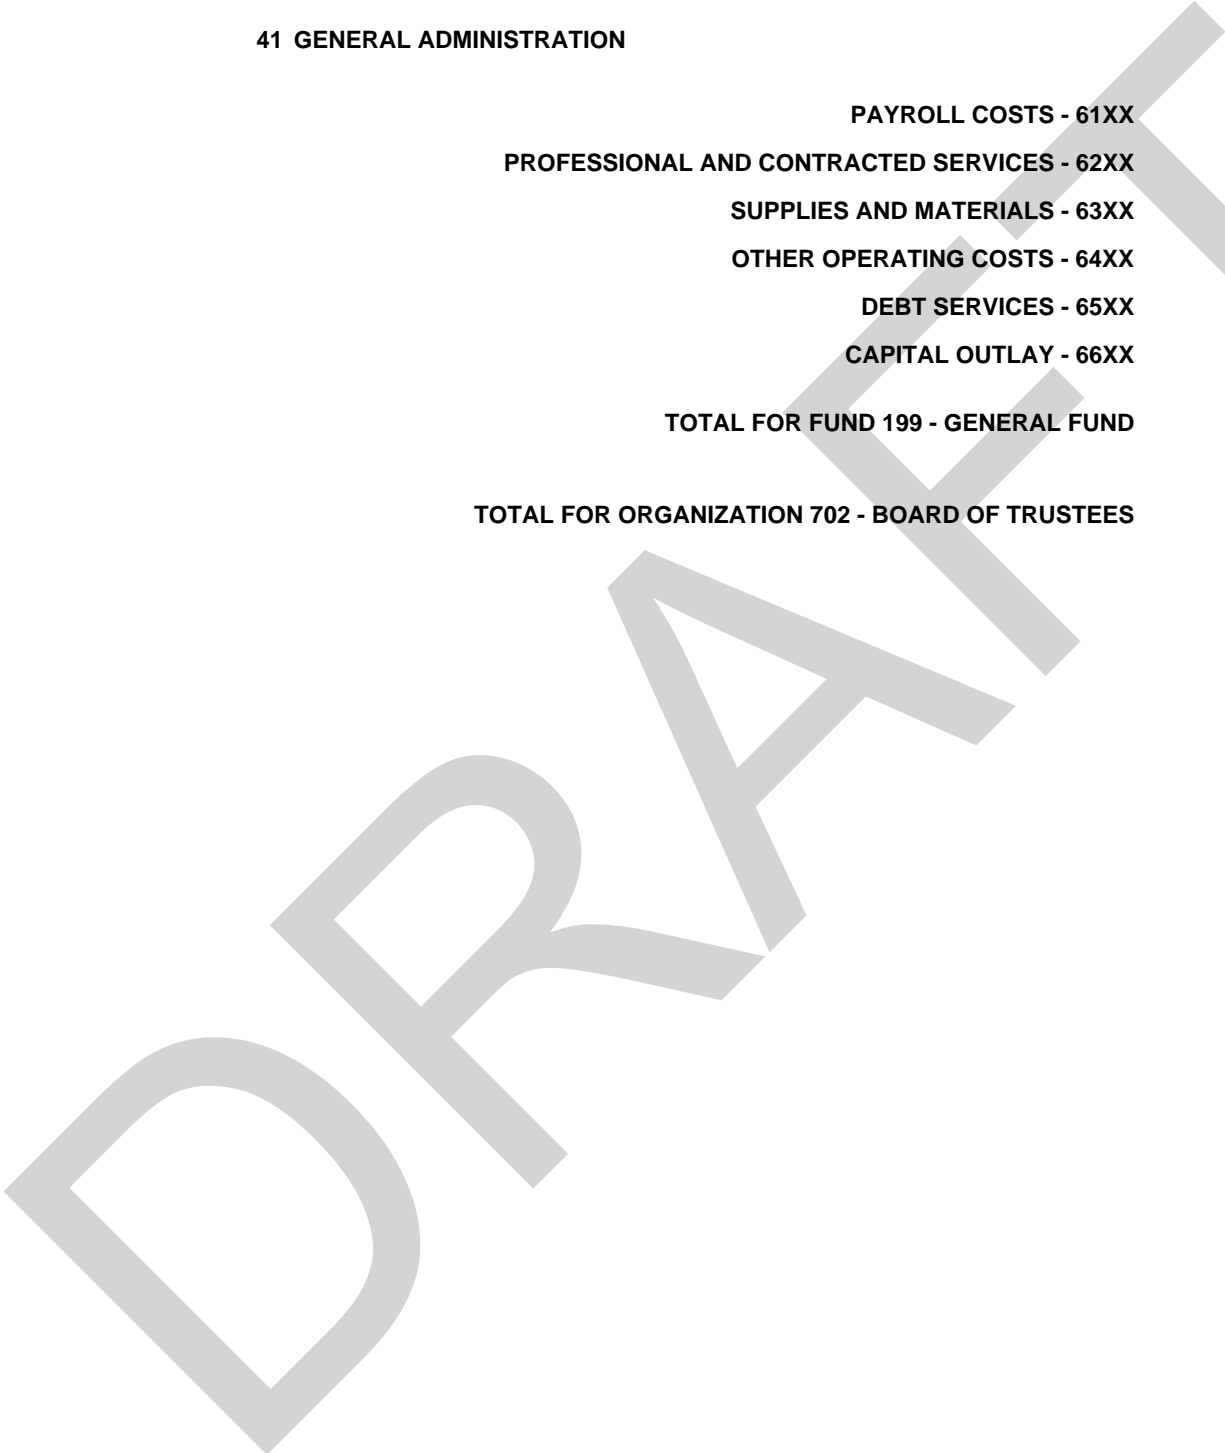 41 GENERAL ADMINISTRATION
PAYROLL COSTS - 61XX
PROFESSIONAL AND CONTRACTED SERVICES - 62XX
SUPPLIES AND MATERIALS - 63XX
OTHER OPERATING COSTS - 64XX
DEBT SERVICES - 65XX
CAPITAL OUTLAY - 66XX
TOTAL FOR FUND 199 - GENERAL FUND
TOTAL FOR ORGANIZATION 702 - BOARD OF TRUSTEES
DRAFT